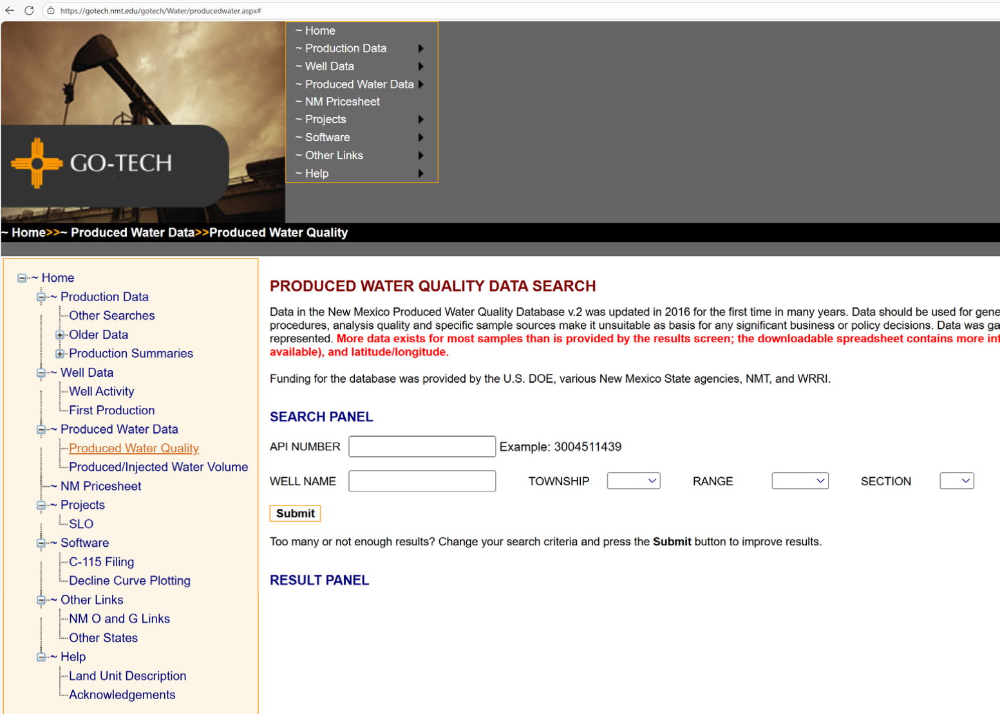 https://gotech.nmt.edu/gotech/Water/producedwater.aspx#
~ Home
~ Production Data
~ Well Data
~ Produced Water Data
~ NM Pricesheet
~ Projects
~ Software
~ Other Links
~ Help
GO-TECH
~ Home>>~ Produced Water Data>>Produced Water Quality
~ Home
~ Production Data
Other Searches
Older Data
Production Summaries
~ Well Data
Well Activity
First Production
~ Produced Water Data
Produced Water Quality
Produced/Injected Water Volume
~ NM Pricesheet
~ Projects
SLO
~ Software
C-115 Filing
Decline Curve Plotting
~ Other Links
NM O and G Links
Other States
~ Help
Land Unit Description
Acknowledgements
PRODUCED WATER QUALITY DATA SEARCH
Data in the New Mexico Produced Water Quality Database v.2 was updated in 2016 for the first time in many years. Data should be used for gene
procedures, analysis quality and specific sample sources make it unsuitable as basis for any significant business or policy decisions. Data was ga
represented. More data exists for most samples than is provided by the results screen; the downloadable spreadsheet contains more inf
available), and latitude/longitude.
Funding for the database was provided by the U.S. DOE, various New Mexico State agencies, NMT, and WRRI.
SEARCH PANEL
API NUMBER Example: 3004511439
WELL NAME TOWNSHIP RANGE SECTION
Submit
Too many or not enough results? Change your search criteria and press the Submit button to improve results.
RESULT PANEL